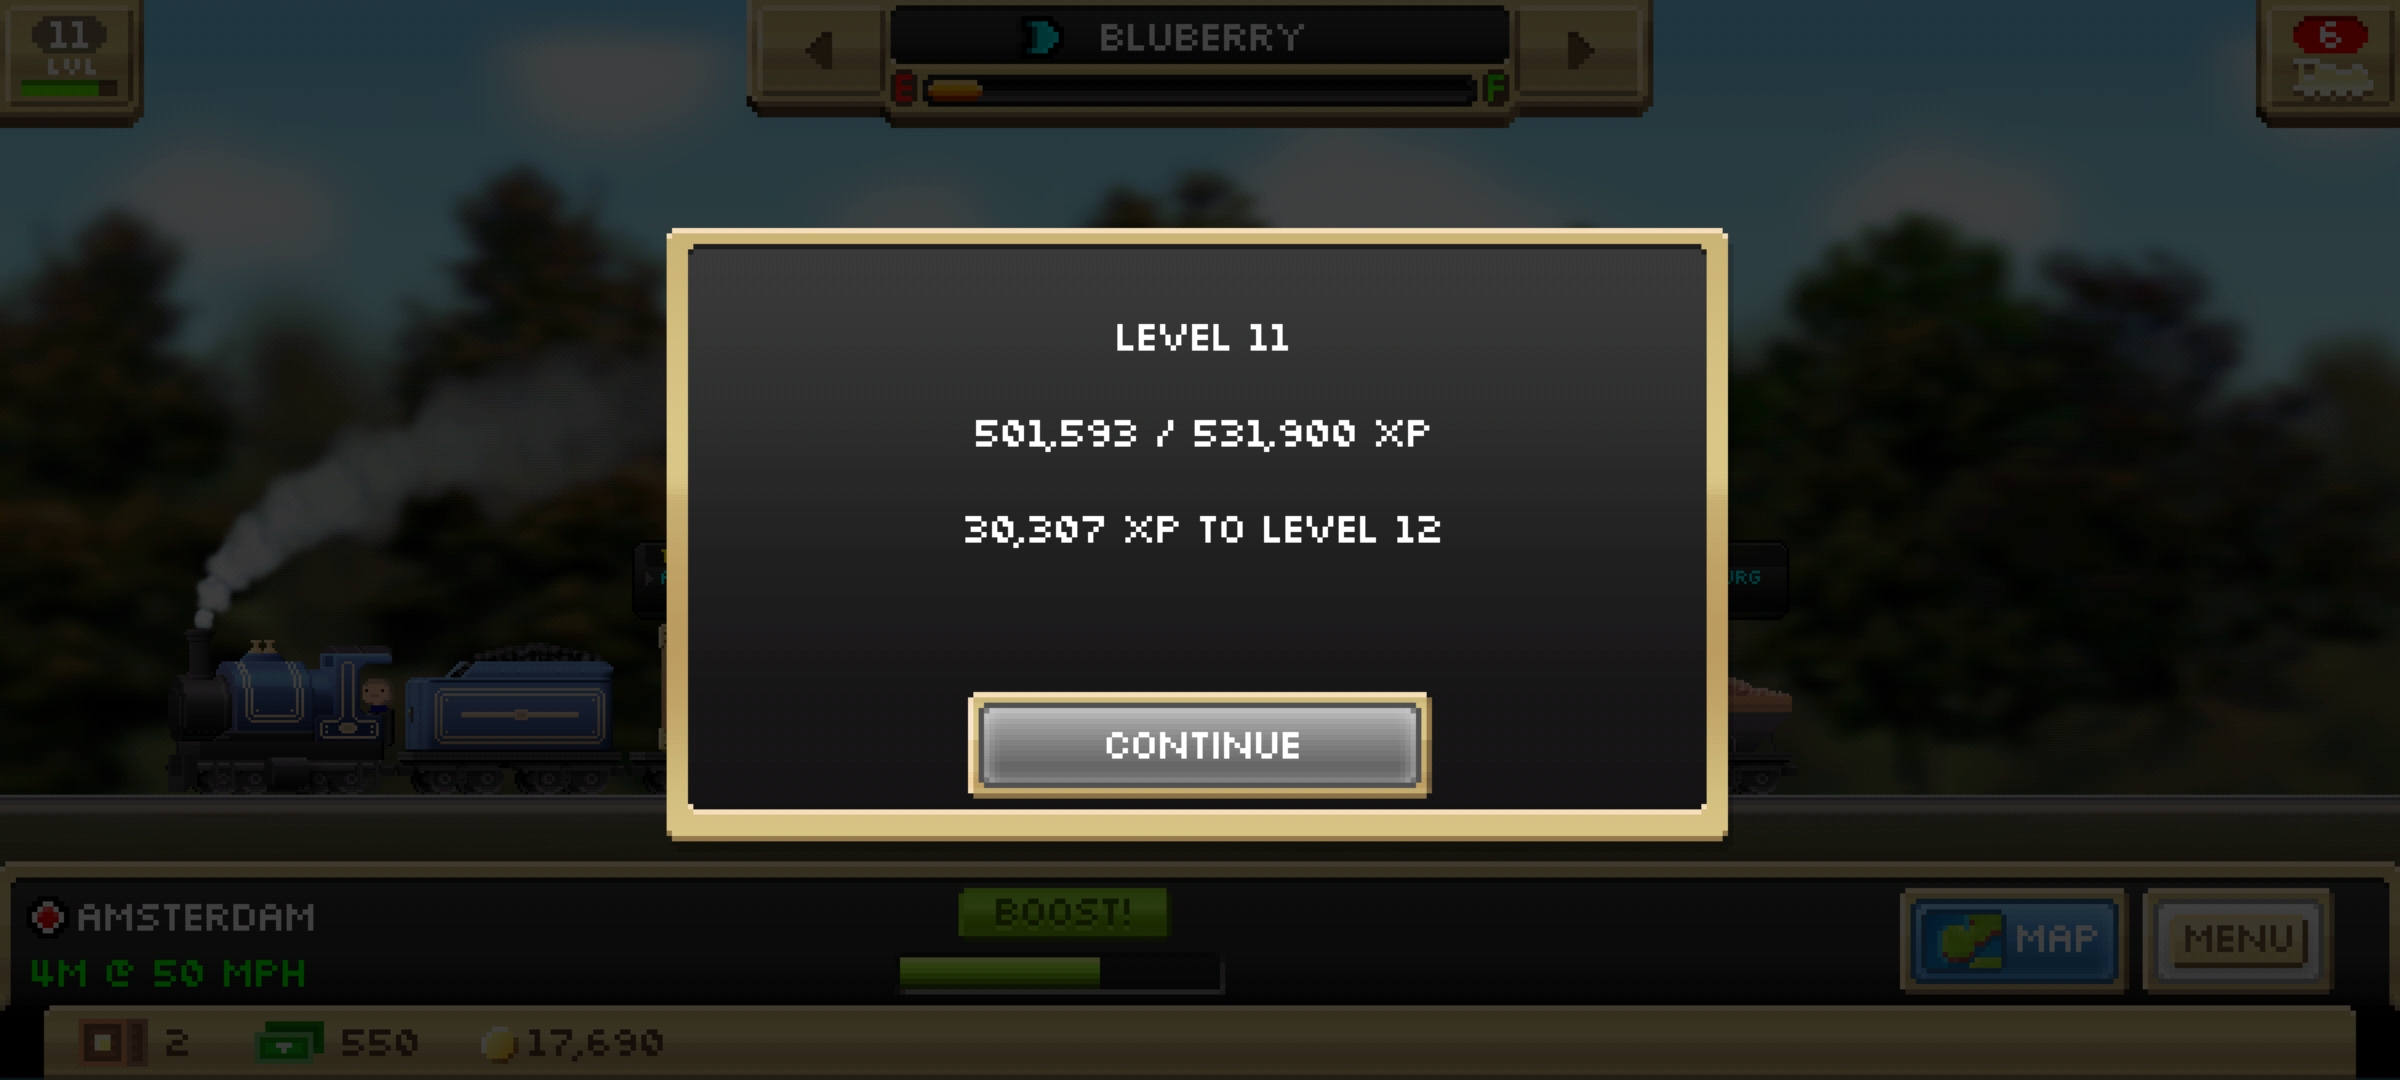 11
LVL
BLUBERRY
E F
6
LEVEL 11
501,593 / 531,900 XP
30,307 XP TO LEVEL 12
CONTINUE
AMSTERDAM
4M @ 50 MPH
BOOST!
MAP
MENU
2 550 17,690